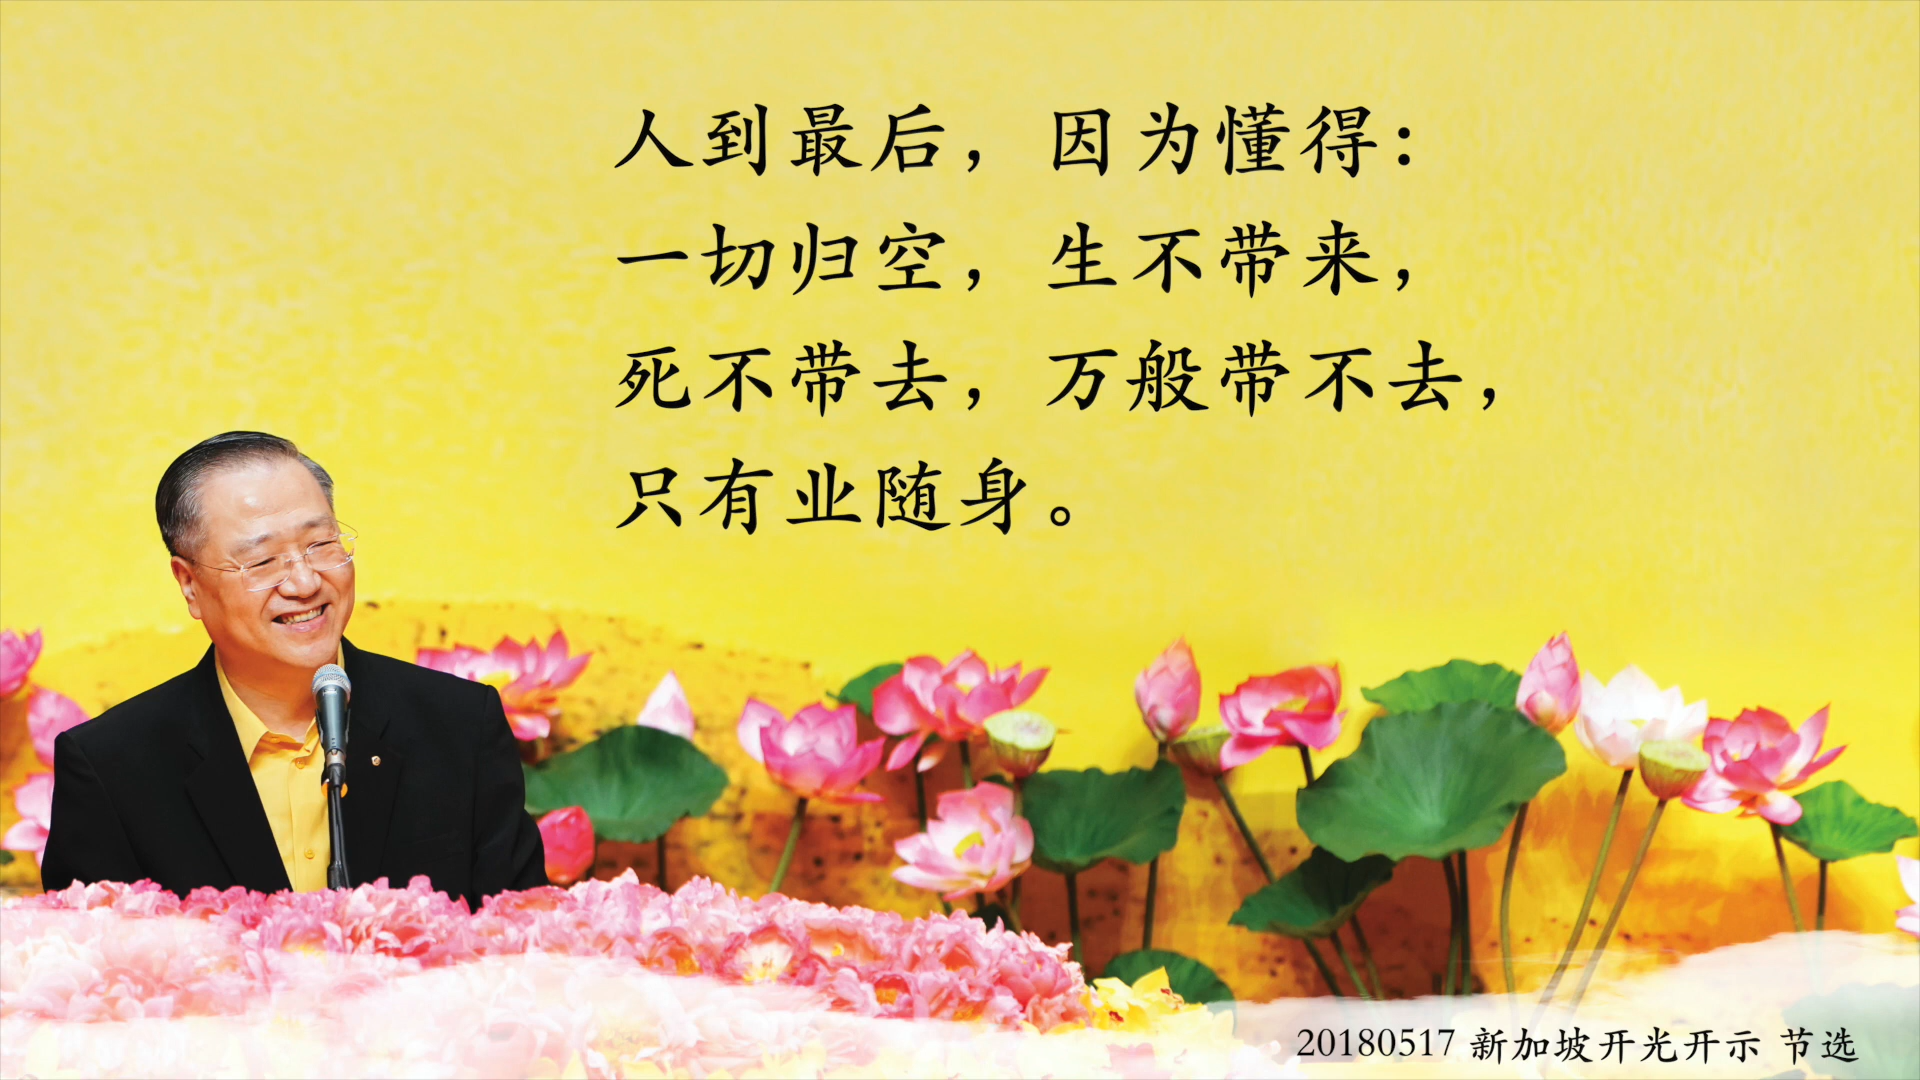 人到最后，因为懂得：
一切归空，生不带来，
死不带去，万般带不去，
只有业随身。
20180517 新加坡开光开示 节选